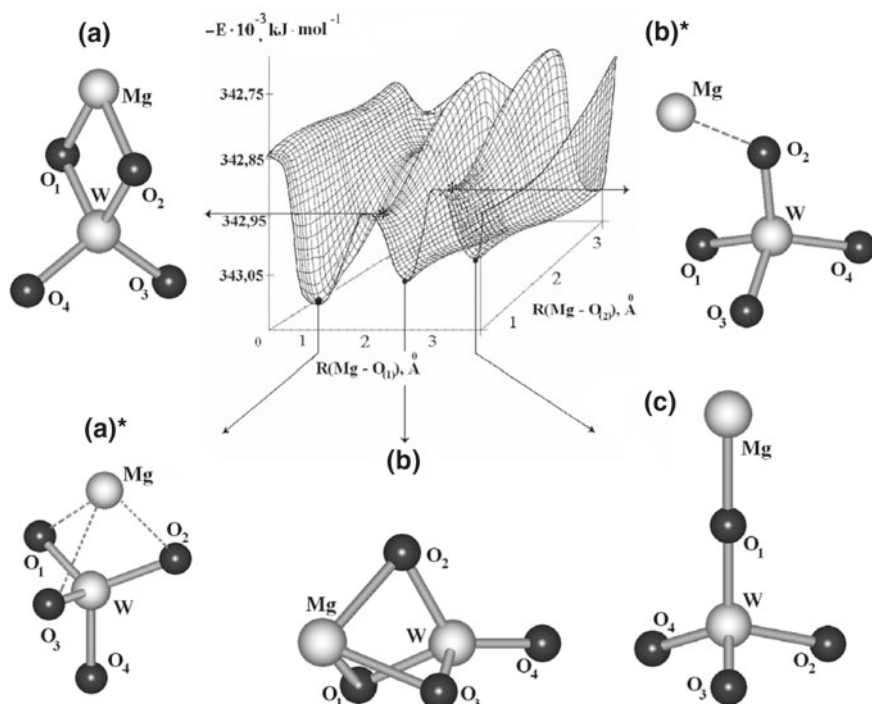 (a)
Mg
O₁
O₂
W
O₄
O₃
−E · 10⁻³, kJ · mol⁻¹
342,75
342,85
342,95
343,05
0
1
2
3
R(Mg - O₍₁₎), Å
1
2
3
R(Mg - O₍₂₎), Å
(b)*
Mg
O₂
W
O₁
O₄
O₃
(a)*
Mg
O₁
O₂
O₃
W
O₄
(b)
O₂
Mg
W
O₁
O₃
O₄
(c)
Mg
O₁
W
O₄
O₂
O₃